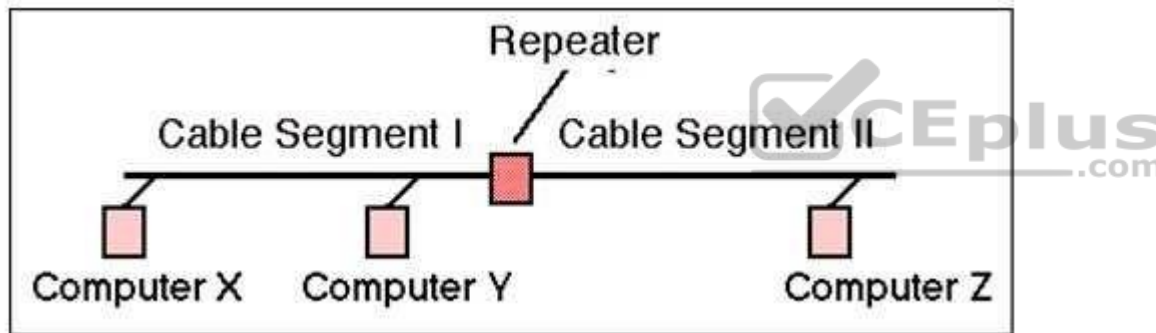 Repeater
Cable Segment I
Cable Segment II
CEplus
.com
Computer X
Computer Y
Computer Z